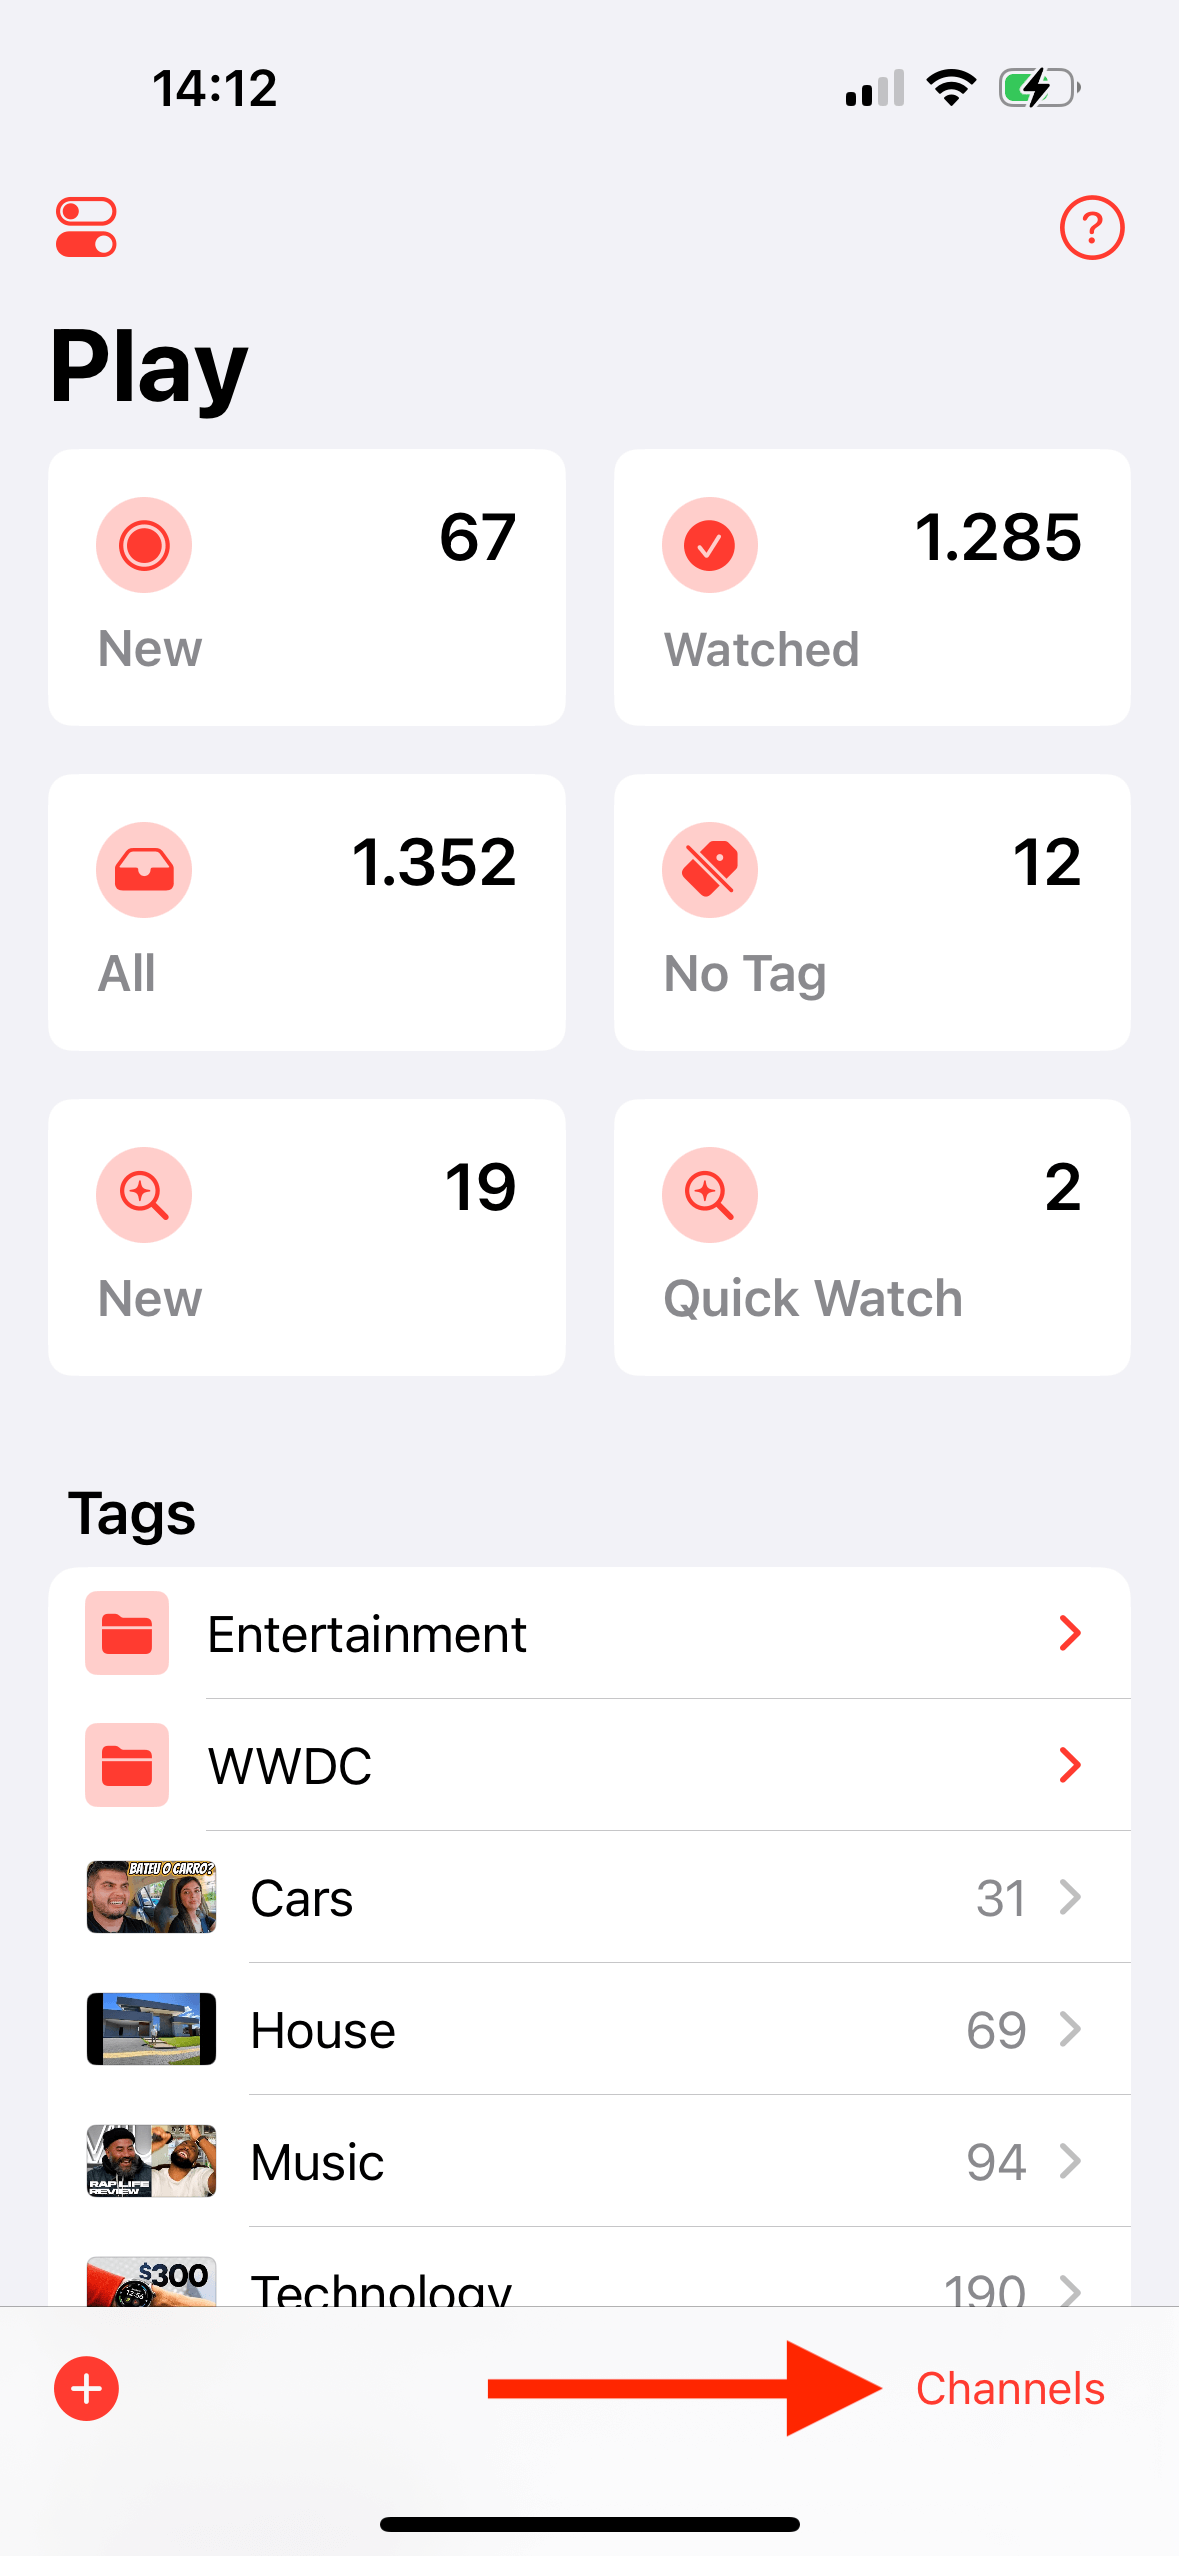 14:12
?
Play
67
New
1.285
Watched
1.352
All
12
No Tag
19
New
2
Quick Watch
Tags
Entertainment
WWDC
BATEU O CARRO?
Cars 31
House 69
RAP LIFE
REVIEW
Music 94
$300
Technology 190
Channels